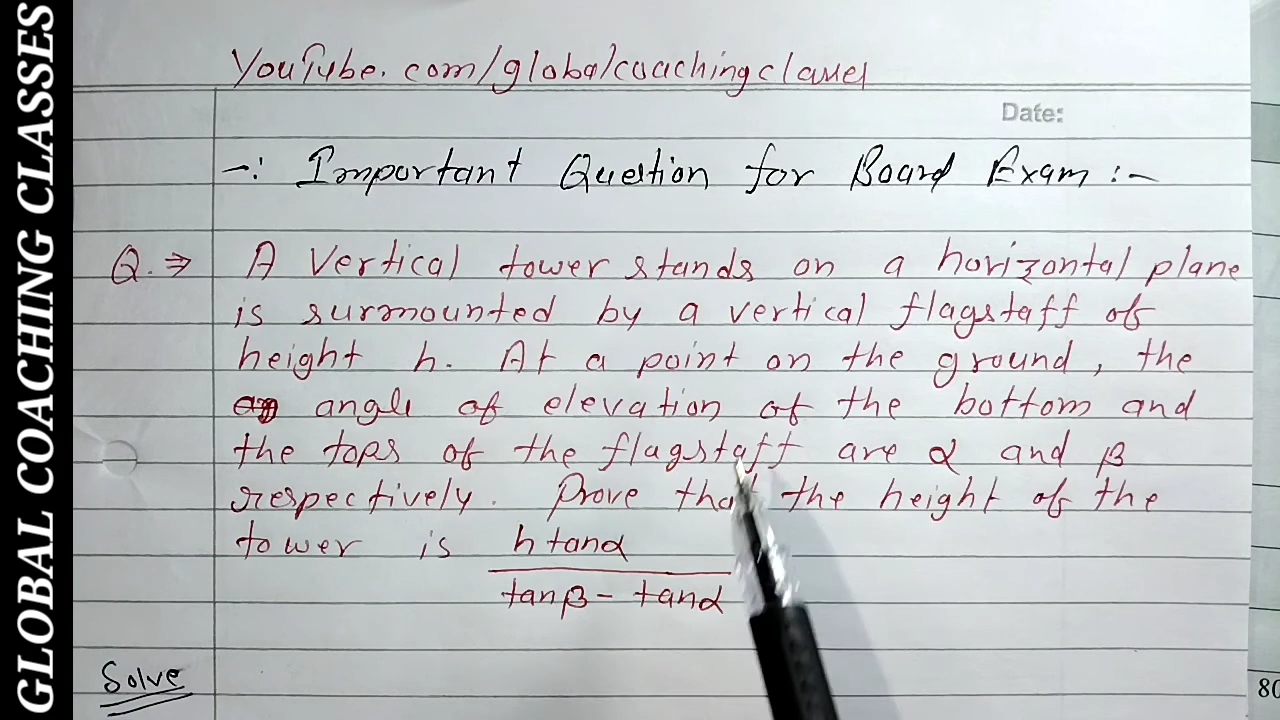 GLOBAL COACHING CLASSES
YouTube.com/globalcoachingclasses
Date:
-: Important Question for Board Exam :-
Q. ⇒ A vertical tower stands on a horizontal plane
is surmounted by a vertical flagstaff of
height h. At a point on the ground, the
angle of elevation of the bottom and
the tops of the flagstaff are α and β
respectively. Prove that the height of the
tower is h tanα
tanβ - tanα
Solve
80